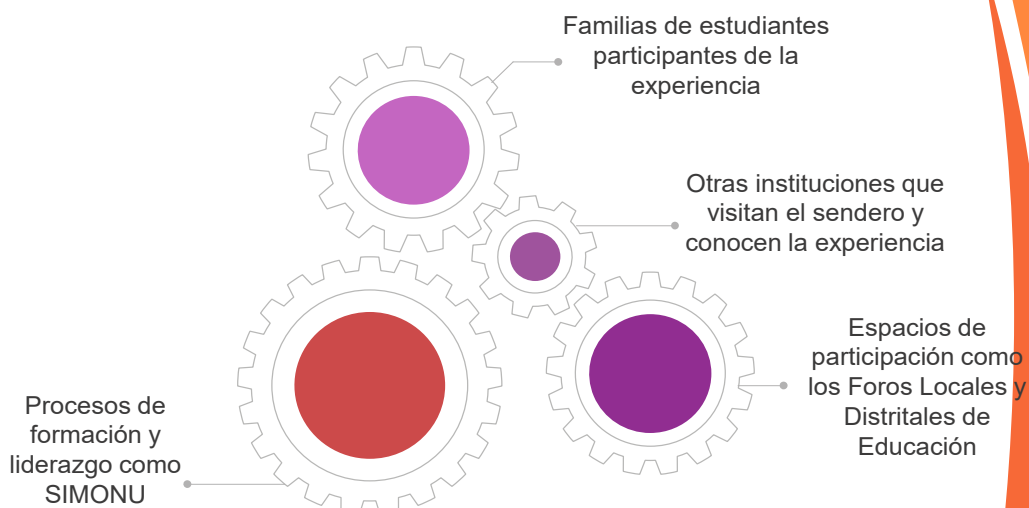 Familias de estudiantes
participantes de la
experiencia
Otras instituciones que
visitan el sendero y
conocen la experiencia
Espacios de
participación como
los Foros Locales y
Distritales de
Educación
Procesos de
formación y
liderazgo como
SIMONU